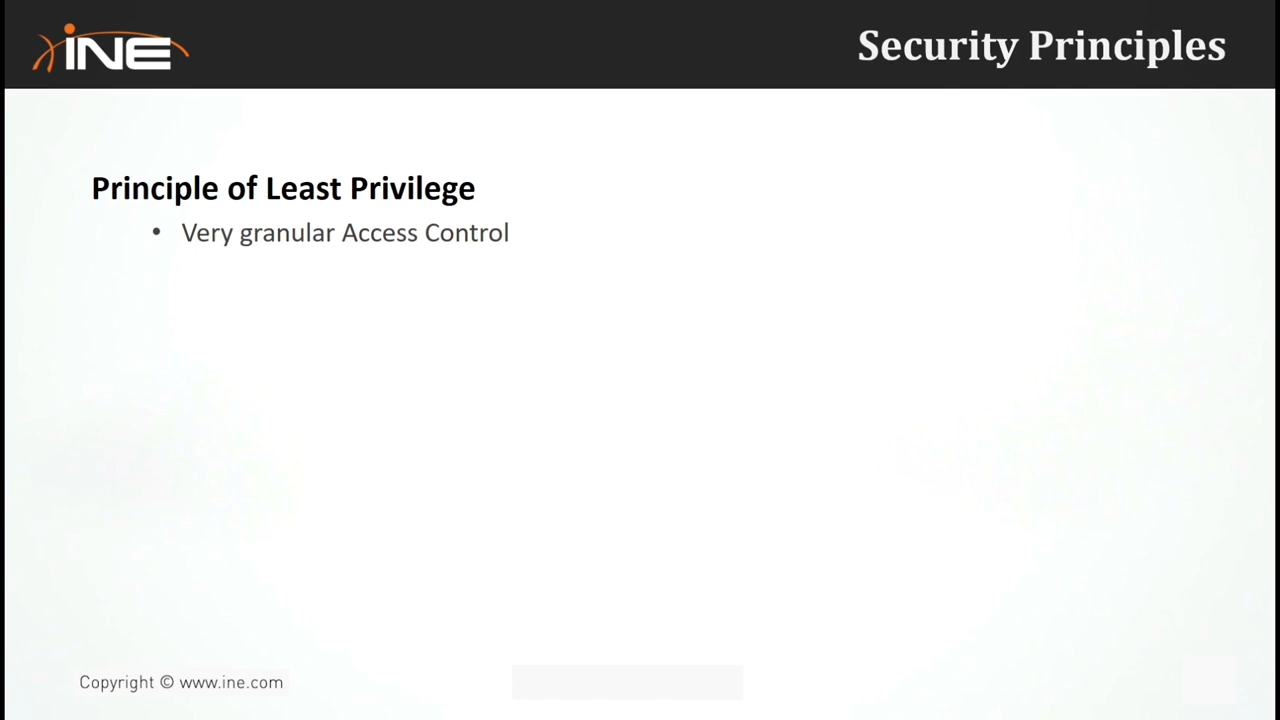 iNE
Security Principles
Principle of Least Privilege
• Very granular Access Control
Copyright © www.ine.com